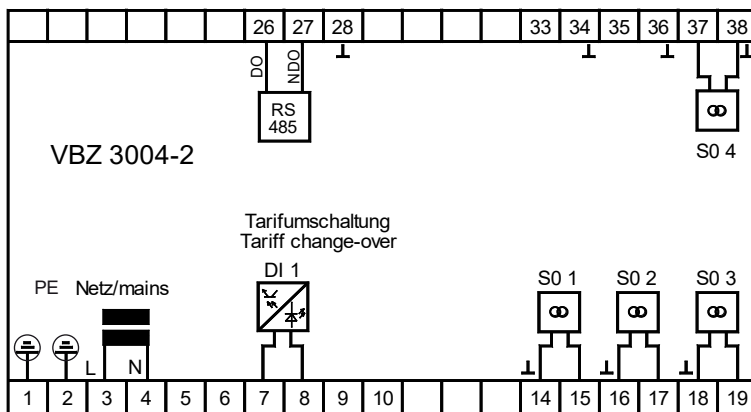 26 27 28 33 34 35 36 37 38
DO NDO
RS
485
VBZ 3004-2
S0 4
Tarifumschaltung
Tariff change-over
DI 1
S0 1 S0 2 S0 3
PE Netz/mains
L N
1 2 3 4 5 6 7 8 9 10 14 15 16 17 18 19